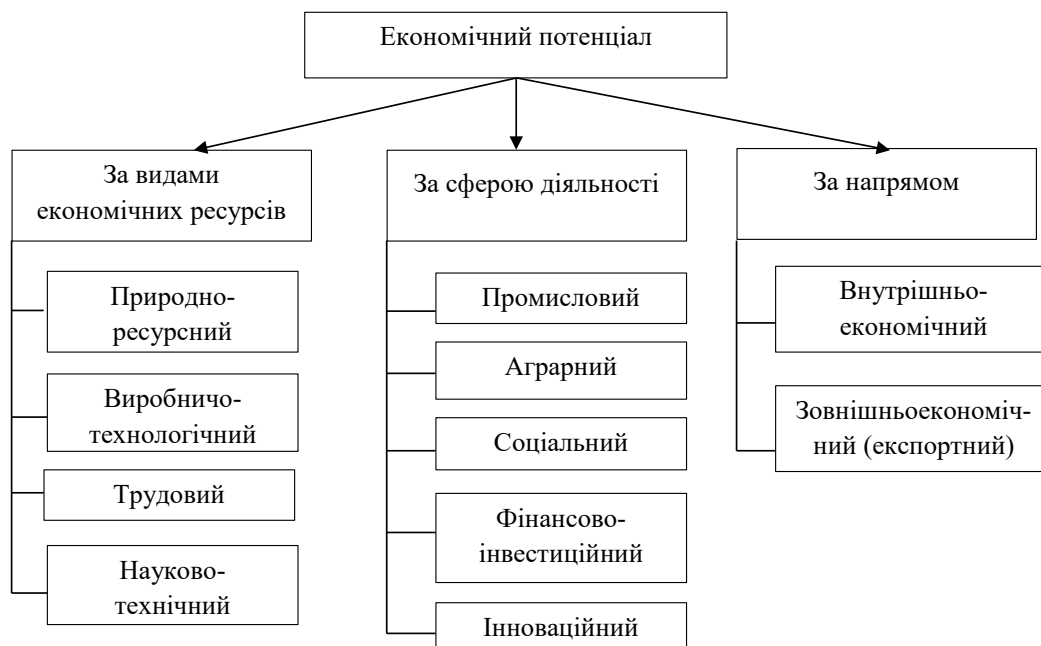 Економічний потенціал
За видами
економічних ресурсів
Природно-
ресурсний
Виробничо-
технологічний
Трудовий
Науково-
технічний
За сферою діяльності
Промисловий
Аграрний
Соціальний
Фінансово-
інвестиційний
Інноваційний
За напрямом
Внутрішньо-
економічний
Зовнішньоекономіч-
ний (експортний)